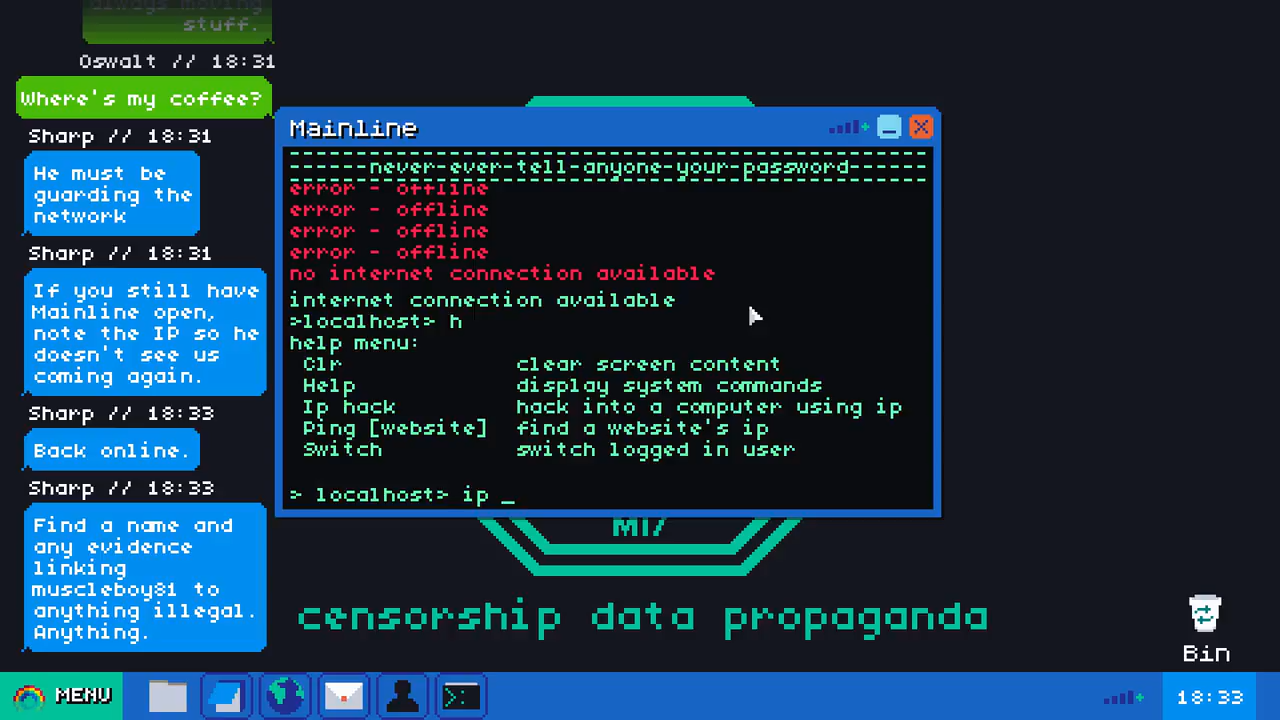 always moving
stuff.
Oswalt // 18:31
Where's my coffee?
Sharp // 18:31
He must be
guarding the
network
Sharp // 18:31
If you still have
Mainline open,
note the IP so he
doesn't see us
coming again.
Sharp // 18:33
Back online.
Sharp // 18:33
Find a name and
any evidence
linking
muscleboy81 to
anything illegal.
Anything.
Mainline
------never-ever-tell-anyone-your-password------
error - offline
error - offline
error - offline
error - offline
no internet connection available
internet connection available
>localhost> h
help menu:
Clr clear screen content
Help display system commands
Ip hack hack into a computer using ip
Ping [website] find a website's ip
Switch switch logged in user
> localhost> ip _
MI7
censorship data propaganda
Bin
MENU
18:33